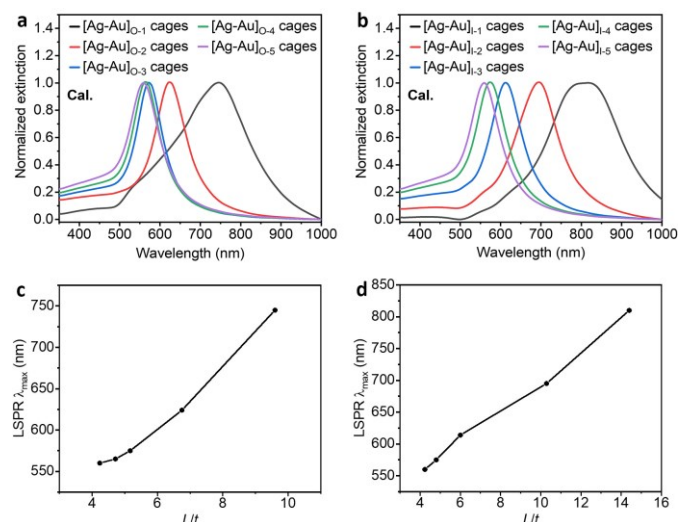 a
[Ag-Au]O-1 cages [Ag-Au]O-4 cages
[Ag-Au]O-2 cages [Ag-Au]O-5 cages
[Ag-Au]O-3 cages
Cal.
Normalized extinction
1.4
1.2
1.0
0.8
0.6
0.4
0.2
0.0
400 500 600 700 800 900 1000
Wavelength (nm)
b
[Ag-Au]I-1 cages [Ag-Au]I-4 cages
[Ag-Au]I-2 cages [Ag-Au]I-5 cages
[Ag-Au]I-3 cages
Cal.
Normalized extinction
1.4
1.2
1.0
0.8
0.6
0.4
0.2
0.0
400 500 600 700 800 900 1000
Wavelength (nm)
c
LSPR λmax (nm)
750
700
650
600
550
4 6 8 10
L/t
d
LSPR λmax (nm)
850
800
750
700
650
600
550
4 6 8 10 12 14 16
L/t